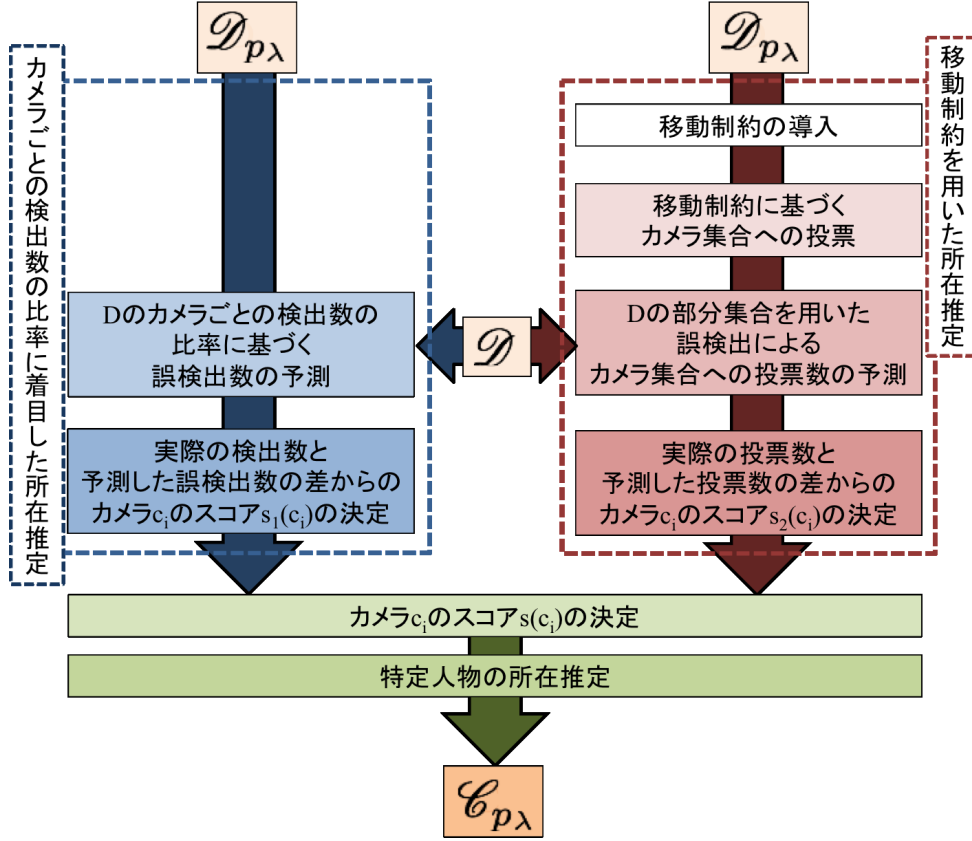 𝒟pλ
カメラごとの検出数の比率に着目した所在推定
Dのカメラごとの検出数の
比率に基づく
誤検出数の予測
実際の検出数と
予測した誤検出数の差からの
カメラciのスコアs1(ci)の決定
𝒟
𝒟pλ
移動制約を用いた所在推定
移動制約の導入
移動制約に基づく
カメラ集合への投票
Dの部分集合を用いた
誤検出による
カメラ集合への投票数の予測
実際の投票数と
予測した投票数の差からの
カメラciのスコアs2(ci)の決定
カメラciのスコアs(ci)の決定
特定人物の所在推定
𝒞pλ